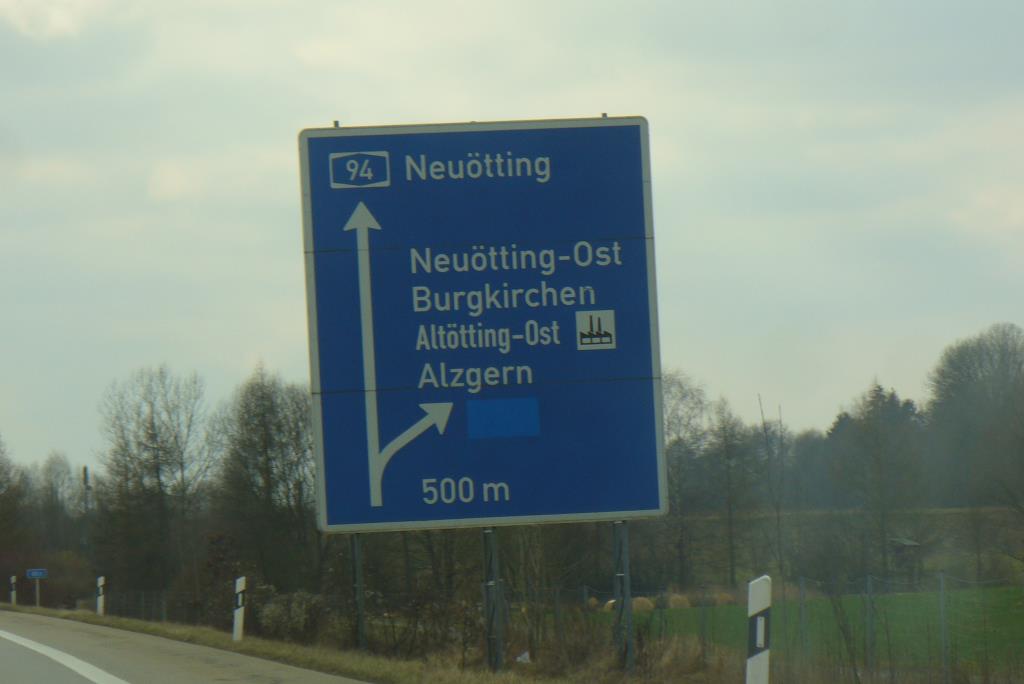 94 Neuötting
Neuötting-Ost
Burgkirchen
Altötting-Ost
Alzgern
500 m